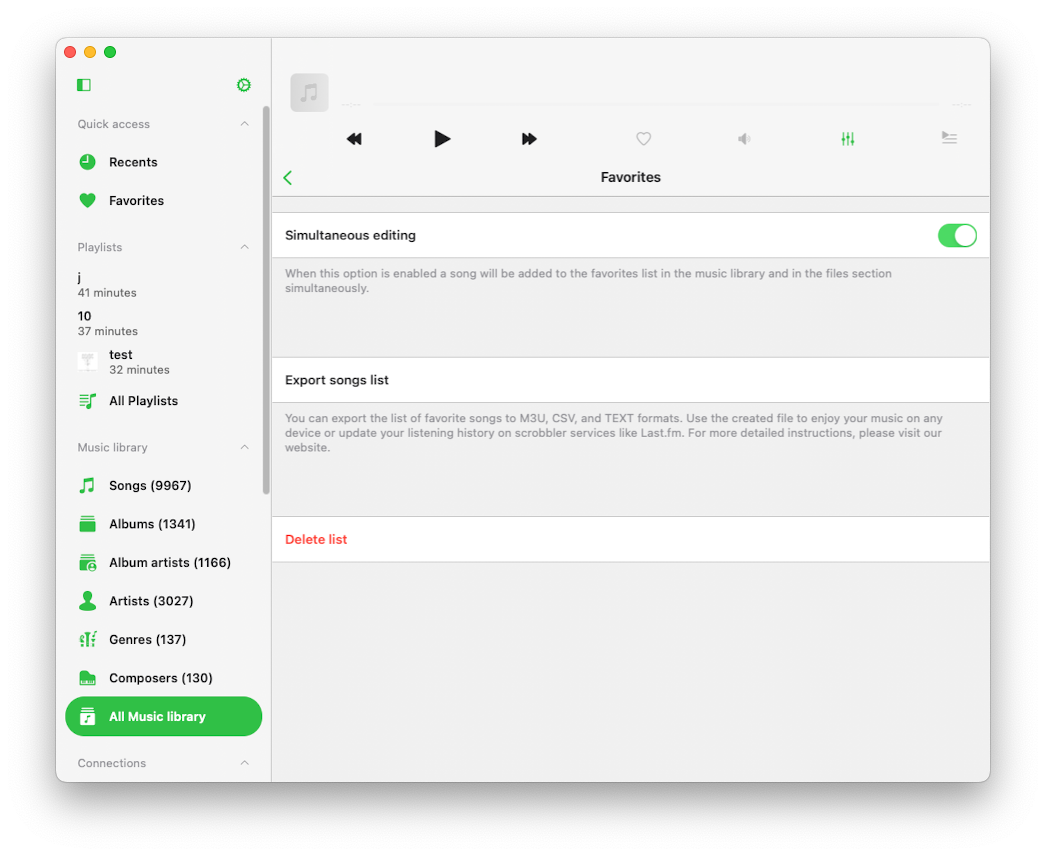 Quick access
Recents
Favorites
Playlists
j
41 minutes
10
37 minutes
test
32 minutes
All Playlists
Music library
Songs (9967)
Albums (1341)
Album artists (1166)
Artists (3027)
Genres (137)
Composers (130)
All Music library
Connections
--:--
--:--
Favorites
Simultaneous editing
When this option is enabled a song will be added to the favorites list in the music library and in the files section
simultaneously.
Export songs list
You can export the list of favorite songs to M3U, CSV, and TEXT formats. Use the created file to enjoy your music on any
device or update your listening history on scrobbler services like Last.fm. For more detailed instructions, please visit our
website.
Delete list